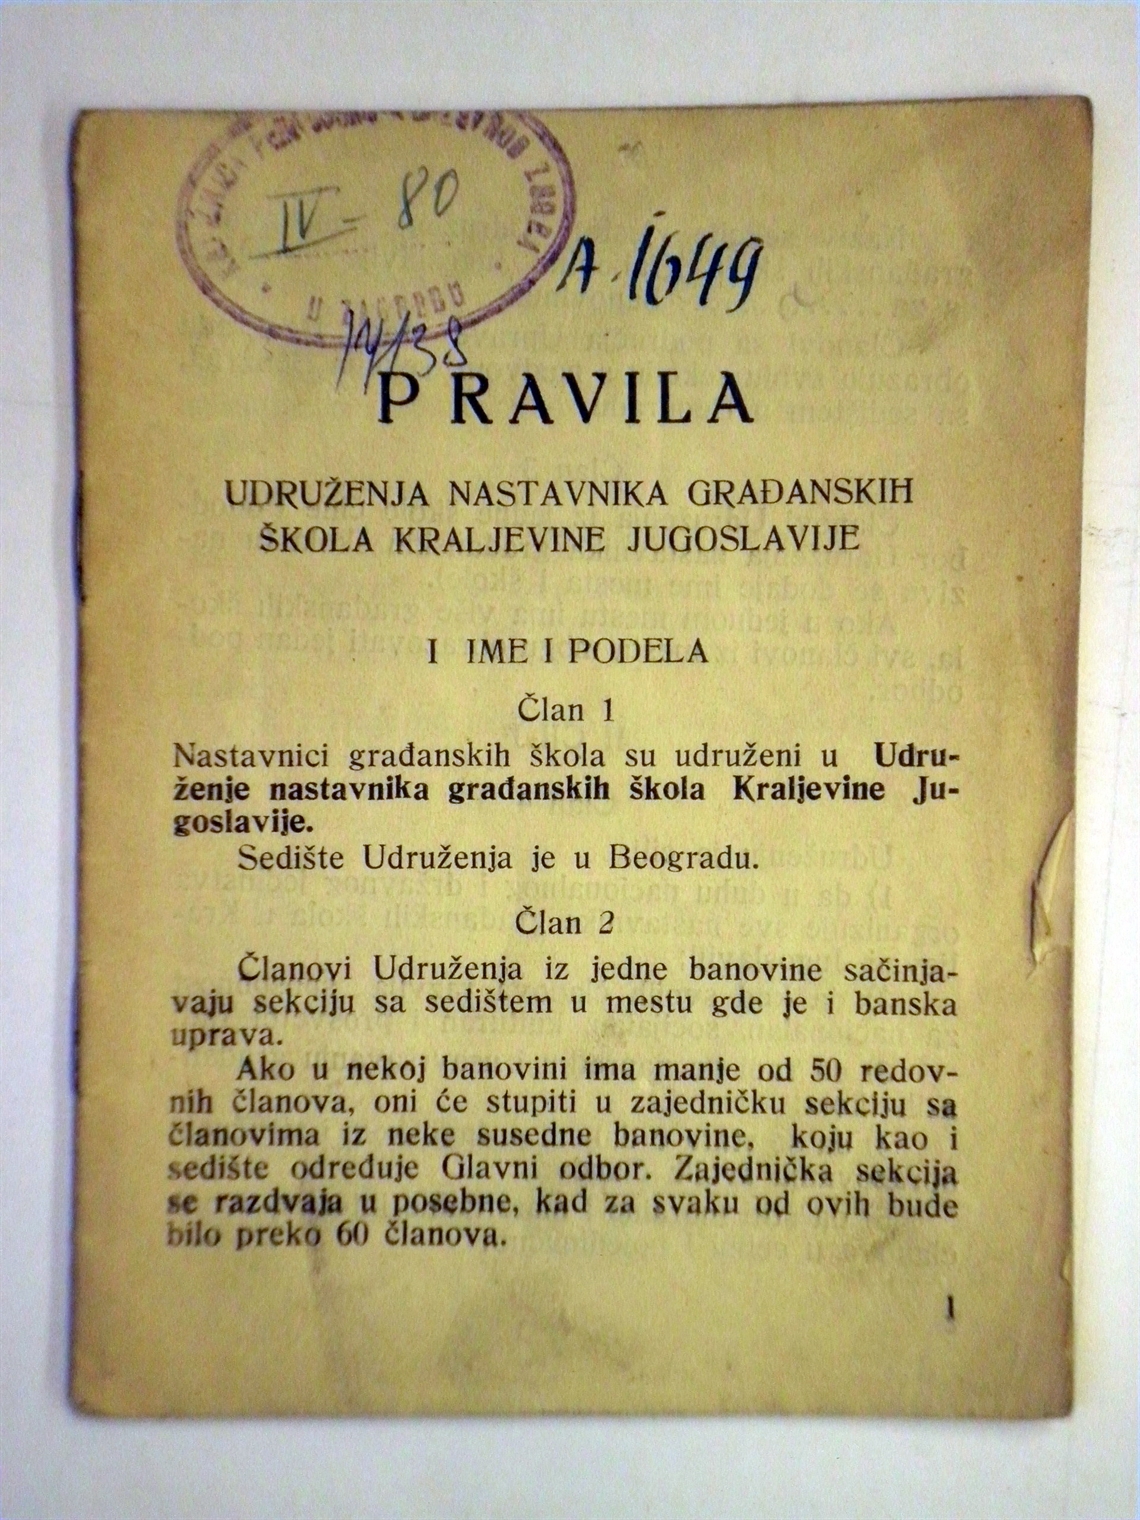 IV - 80
A. 1649
14/38
U ZAGREBU
PRAVILA
UDRUŽENJA NASTAVNIKA GRAĐANSKIH
ŠKOLA KRALJEVINE JUGOSLAVIJE
I IME I PODELA
Član 1
Nastavnici građanskih škola su udruženi u Udru-
ženje nastavnika građanskih škola Kraljevine Ju-
goslavije.
Sedište Udruženja je u Beogradu.
Član 2
Članovi Udruženja iz jedne banovine sačinja-
vaju sekciju sa sedištem u mestu gde je i banska
uprava.
Ako u nekoj banovini ima manje od 50 redov-
nih članova, oni će stupiti u zajedničku sekciju sa
članovima iz neke susedne banovine, koju kao i
sedište određuje Glavni odbor. Zajednička sekcija
se razdvaja u posebne, kad za svaku od ovih bude
bilo preko 60 članova.
1